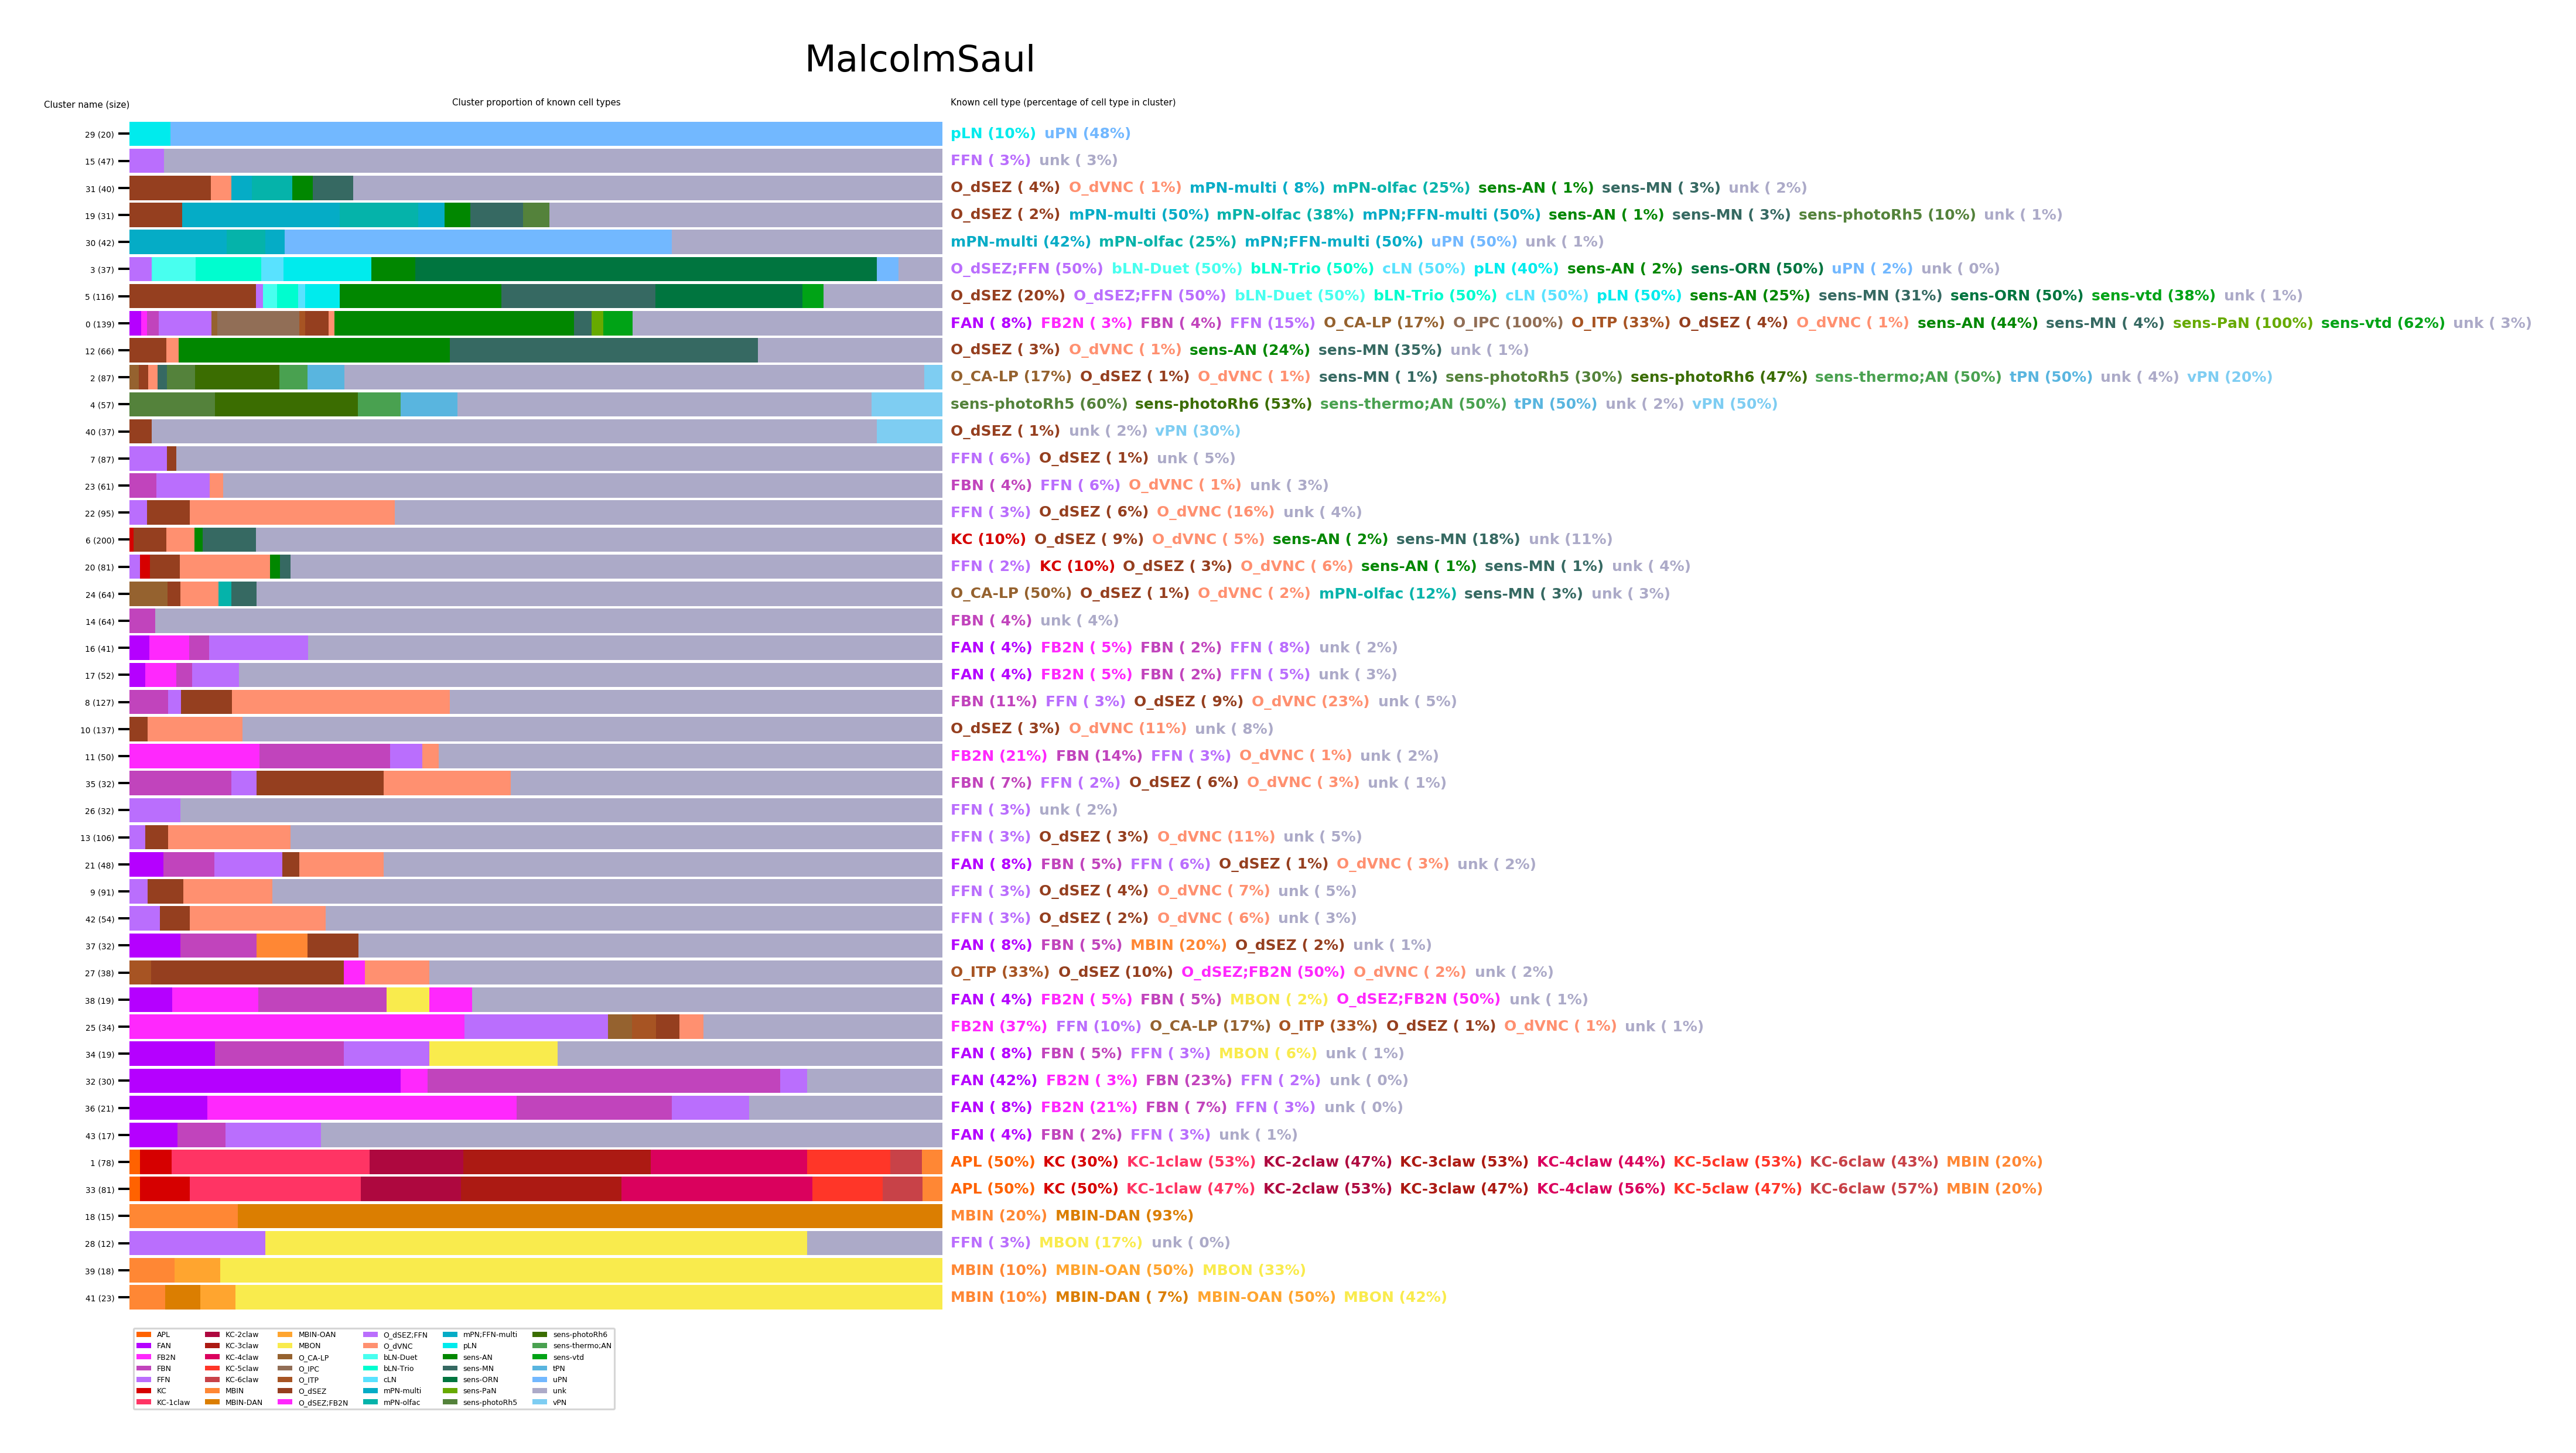 MalcolmSaul
Cluster name (size) Cluster proportion of known cell types Known cell type (percentage of cell type in cluster)
29 (20) pLN (10%) uPN (48%)
15 (47) FFN ( 3%) unk ( 3%)
31 (40) O_dSEZ ( 4%) O_dVNC ( 1%) mPN-multi ( 8%) mPN-olfac (25%) sens-AN ( 1%) sens-MN ( 3%) unk ( 2%)
19 (31) O_dSEZ ( 2%) mPN-multi (50%) mPN-olfac (38%) mPN;FFN-multi (50%) sens-AN ( 1%) sens-MN ( 3%) sens-photoRh5 (10%) unk ( 1%)
30 (42) mPN-multi (42%) mPN-olfac (25%) mPN;FFN-multi (50%) uPN (50%) unk ( 1%)
3 (37) O_dSEZ;FFN (50%) bLN-Duet (50%) bLN-Trio (50%) cLN (50%) pLN (40%) sens-AN ( 2%) sens-ORN (50%) uPN ( 2%) unk ( 0%)
5 (116) O_dSEZ (20%) O_dSEZ;FFN (50%) bLN-Duet (50%) bLN-Trio (50%) cLN (50%) pLN (50%) sens-AN (25%) sens-MN (31%) sens-ORN (50%) sens-vtd (38%) unk ( 1%)
0 (139) FAN ( 8%) FB2N ( 3%) FBN ( 4%) FFN (15%) O_CA-LP (17%) O_IPC (100%) O_ITP (33%) O_dSEZ ( 4%) O_dVNC ( 1%) sens-AN (44%) sens-MN ( 4%) sens-PaN (100%) sens-vtd (62%) unk ( 3%)
12 (66) O_dSEZ ( 3%) O_dVNC ( 1%) sens-AN (24%) sens-MN (35%) unk ( 1%)
2 (87) O_CA-LP (17%) O_dSEZ ( 1%) O_dVNC ( 1%) sens-MN ( 1%) sens-photoRh5 (30%) sens-photoRh6 (47%) sens-thermo;AN (50%) tPN (50%) unk ( 4%) vPN (20%)
4 (57) sens-photoRh5 (60%) sens-photoRh6 (53%) sens-thermo;AN (50%) tPN (50%) unk ( 2%) vPN (50%)
40 (37) O_dSEZ ( 1%) unk ( 2%) vPN (30%)
7 (87) FFN ( 6%) O_dSEZ ( 1%) unk ( 5%)
23 (61) FBN ( 4%) FFN ( 6%) O_dVNC ( 1%) unk ( 3%)
22 (95) FFN ( 3%) O_dSEZ ( 6%) O_dVNC (16%) unk ( 4%)
6 (200) KC (10%) O_dSEZ ( 9%) O_dVNC ( 5%) sens-AN ( 2%) sens-MN (18%) unk (11%)
20 (81) FFN ( 2%) KC (10%) O_dSEZ ( 3%) O_dVNC ( 6%) sens-AN ( 1%) sens-MN ( 1%) unk ( 4%)
24 (64) O_CA-LP (50%) O_dSEZ ( 1%) O_dVNC ( 2%) mPN-olfac (12%) sens-MN ( 3%) unk ( 3%)
14 (64) FBN ( 4%) unk ( 4%)
16 (41) FAN ( 4%) FB2N ( 5%) FBN ( 2%) FFN ( 8%) unk ( 2%)
17 (52) FAN ( 4%) FB2N ( 5%) FBN ( 2%) FFN ( 5%) unk ( 3%)
8 (127) FBN (11%) FFN ( 3%) O_dSEZ ( 9%) O_dVNC (23%) unk ( 5%)
10 (137) O_dSEZ ( 3%) O_dVNC (11%) unk ( 8%)
11 (50) FB2N (21%) FBN (14%) FFN ( 3%) O_dVNC ( 1%) unk ( 2%)
35 (32) FBN ( 7%) FFN ( 2%) O_dSEZ ( 6%) O_dVNC ( 3%) unk ( 1%)
26 (32) FFN ( 3%) unk ( 2%)
13 (106) FFN ( 3%) O_dSEZ ( 3%) O_dVNC (11%) unk ( 5%)
21 (48) FAN ( 8%) FBN ( 5%) FFN ( 6%) O_dSEZ ( 1%) O_dVNC ( 3%) unk ( 2%)
9 (91) FFN ( 3%) O_dSEZ ( 4%) O_dVNC ( 7%) unk ( 5%)
42 (54) FFN ( 3%) O_dSEZ ( 2%) O_dVNC ( 6%) unk ( 3%)
37 (32) FAN ( 8%) FBN ( 5%) MBIN (20%) O_dSEZ ( 2%) unk ( 1%)
27 (38) O_ITP (33%) O_dSEZ (10%) O_dSEZ;FB2N (50%) O_dVNC ( 2%) unk ( 2%)
38 (19) FAN ( 4%) FB2N ( 5%) FBN ( 5%) MBON ( 2%) O_dSEZ;FB2N (50%) unk ( 1%)
25 (34) FB2N (37%) FFN (10%) O_CA-LP (17%) O_ITP (33%) O_dSEZ ( 1%) O_dVNC ( 1%) unk ( 1%)
34 (19) FAN ( 8%) FBN ( 5%) FFN ( 3%) MBON ( 6%) unk ( 1%)
32 (30) FAN (42%) FB2N ( 3%) FBN (23%) FFN ( 2%) unk ( 0%)
36 (21) FAN ( 8%) FB2N (21%) FBN ( 7%) FFN ( 3%) unk ( 0%)
43 (17) FAN ( 4%) FBN ( 2%) FFN ( 3%) unk ( 1%)
1 (78) APL (50%) KC (30%) KC-1claw (53%) KC-2claw (47%) KC-3claw (53%) KC-4claw (44%) KC-5claw (53%) KC-6claw (43%) MBIN (20%)
33 (81) APL (50%) KC (50%) KC-1claw (47%) KC-2claw (53%) KC-3claw (47%) KC-4claw (56%) KC-5claw (47%) KC-6claw (57%) MBIN (20%)
18 (15) MBIN (20%) MBIN-DAN (93%)
28 (12) FFN ( 3%) MBON (17%) unk ( 0%)
39 (18) MBIN (10%) MBIN-OAN (50%) MBON (33%)
41 (23) MBIN (10%) MBIN-DAN ( 7%) MBIN-OAN (50%) MBON (42%)
APL KC-2claw MBIN-OAN O_dSEZ;FFN mPN;FFN-multi sens-photoRh6
FAN KC-3claw MBON O_dVNC pLN sens-thermo;AN
FB2N KC-4claw O_CA-LP bLN-Duet sens-AN sens-vtd
FBN KC-5claw O_IPC bLN-Trio sens-MN tPN
FFN KC-6claw O_ITP cLN sens-ORN uPN
KC MBIN O_dSEZ mPN-multi sens-PaN unk
KC-1claw MBIN-DAN O_dSEZ;FB2N mPN-olfac sens-photoRh5 vPN